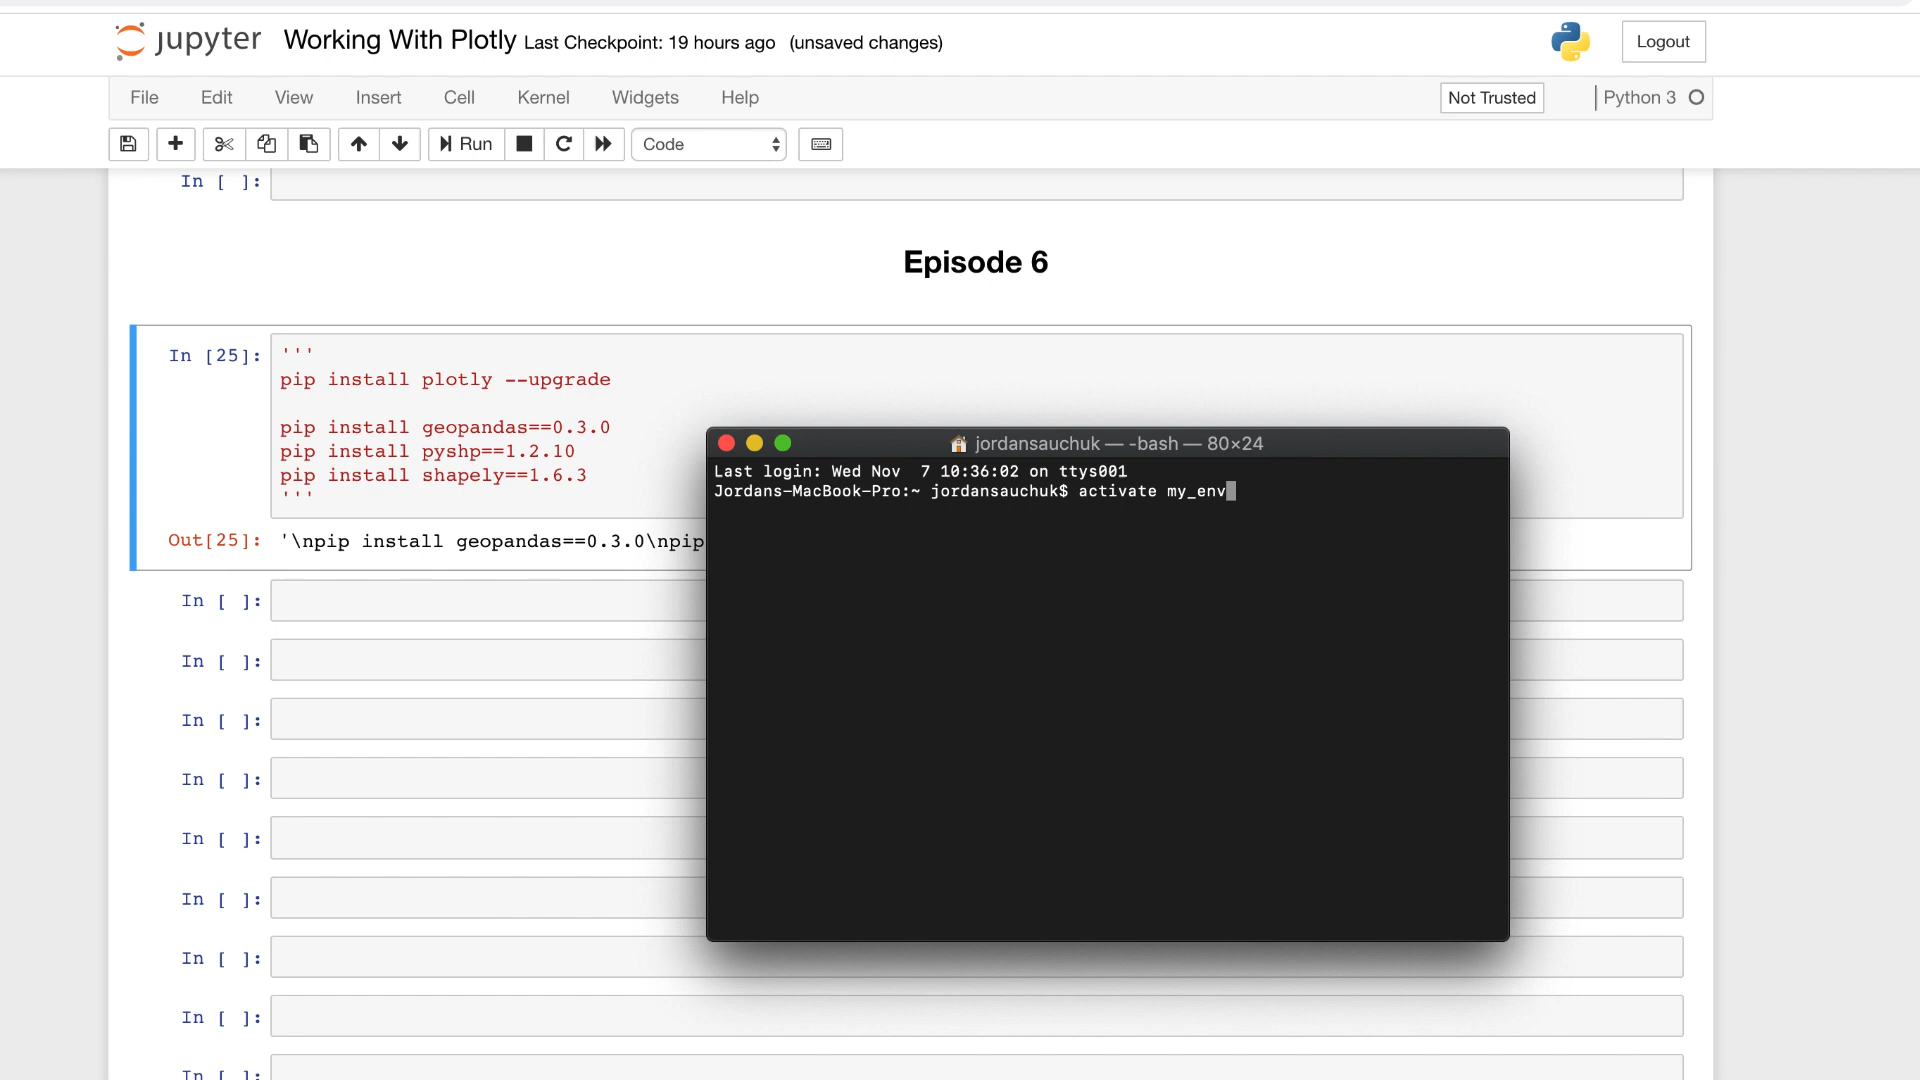 jupyter Working With Plotly Last Checkpoint: 19 hours ago (unsaved changes)
Logout
File Edit View Insert Cell Kernel Widgets Help
Not Trusted
Python 3
Run
Code
In [ ]:
Episode 6
In [25]:
'''
pip install plotly --upgrade
pip install geopandas==0.3.0
pip install pyshp==1.2.10
pip install shapely==1.6.3
'''
Out[25]: '\npip install geopandas==0.3.0\npip
jordansauchuk — -bash — 80×24
Last login: Wed Nov  7 10:36:02 on ttys001
Jordans-MacBook-Pro:~ jordansauchuk$ activate my_env
In [ ]:
In [ ]:
In [ ]:
In [ ]:
In [ ]:
In [ ]:
In [ ]:
In [ ]:
In [ ]: